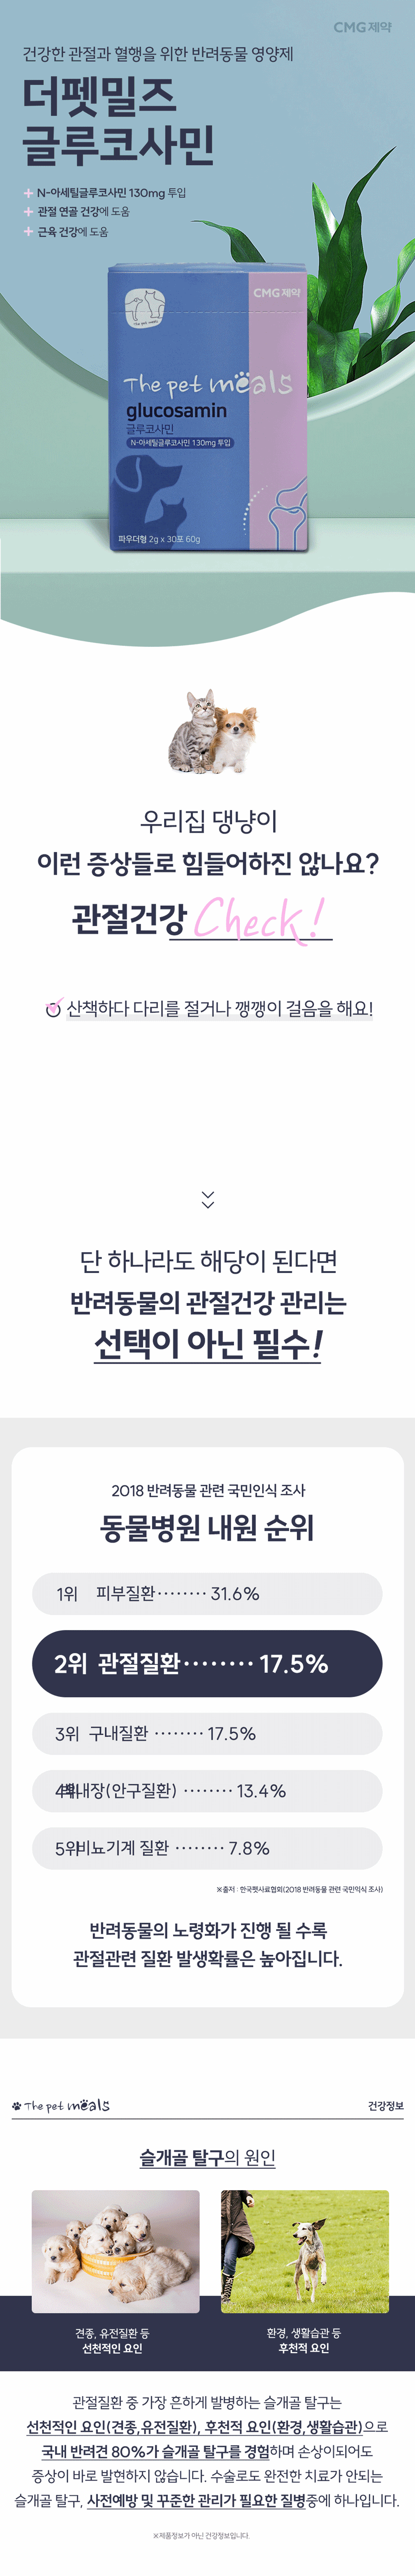 CMG제약
건강한 관절과 혈행을 위한 반려동물 영양제
더펫밀즈
글루코사민
+ N-아세틸글루코사민 130mg 투입
+ 관절 연골 건강에 도움
+ 근육 건강에 도움
CMG제약
The pet meals
The pet meals
glucosamin
글루코사민
N-아세틸글루코사민 130mg 투입
파우더형 2g x 30포 60g
우리집 댕냥이
이런 증상들로 힘들어하진 않나요?
관절건강 Check!
산책하다 다리를 절거나 깽깽이 걸음을 해요!
단 하나라도 해당이 된다면
반려동물의 관절건강 관리는
선택이 아닌 필수!
2018 반려동물 관련 국민인식 조사
동물병원 내원 순위
1위 피부질환 ········ 31.6%
2위 관절질환 ········ 17.5%
3위 구내질환 ········ 17.5%
4위 백내장(안구질환) ········ 13.4%
5위 비뇨기계 질환 ········ 7.8%
※출처 : 한국펫사료협회(2018 반려동물 관련 국민익식 조사)
반려동물의 노령화가 진행 될 수록
관절관련 질환 발생확률은 높아집니다.
The pet meals 건강정보
슬개골 탈구의 원인
견종, 유전질환 등
선천적인 요인
환경, 생활습관 등
후천적 요인
관절질환 중 가장 흔하게 발병하는 슬개골 탈구는
선천적인 요인(견종,유전질환), 후천적 요인(환경,생활습관)으로
국내 반려견 80%가 슬개골 탈구를 경험하며 손상이되어도
증상이 바로 발현하지 않습니다. 수술로도 완전한 치료가 안되는
슬개골 탈구, 사전예방 및 꾸준한 관리가 필요한 질병중에 하나입니다.
※제품정보가 아닌 건강정보입니다.